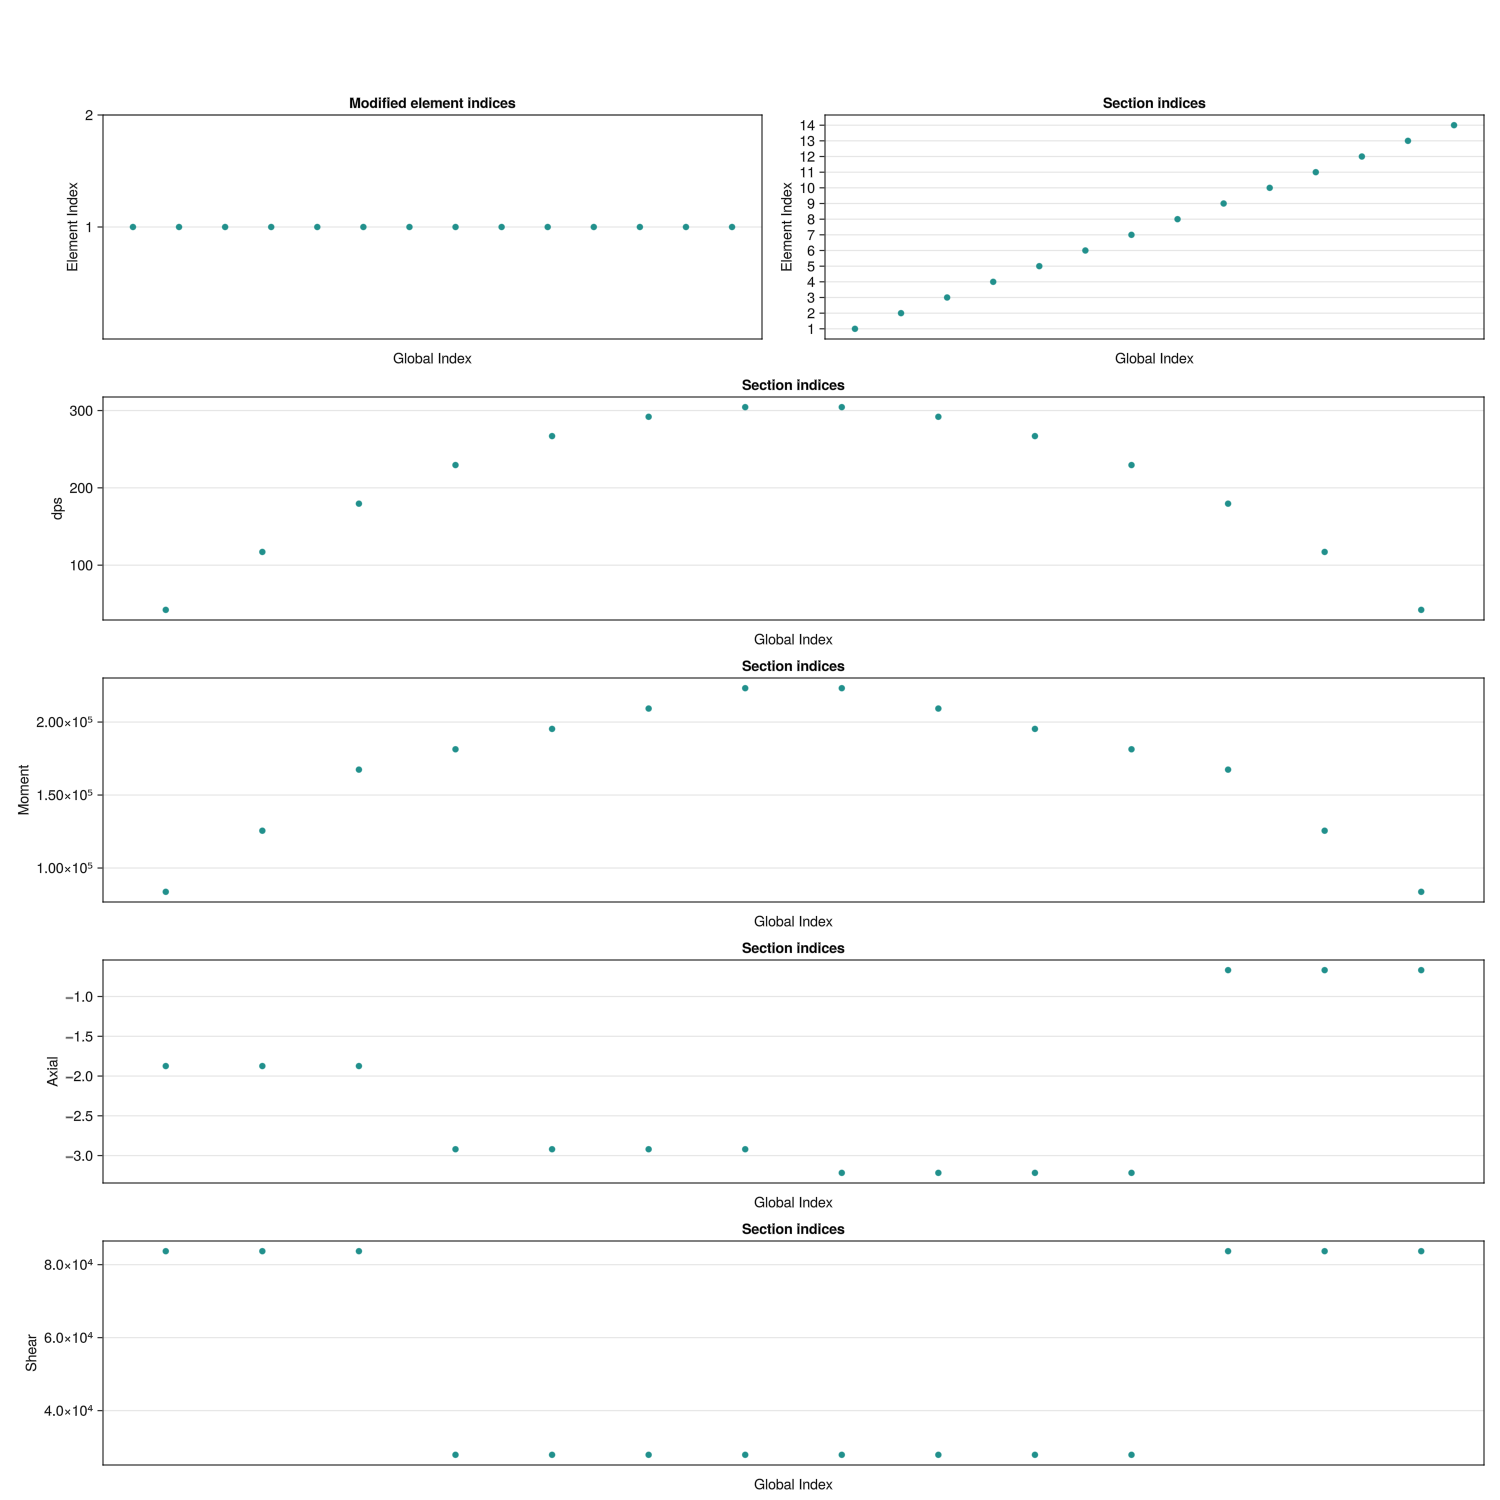 Modified element indices
2
1
Element Index
Global Index
Section indices
14
13
12
11
10
9
8
7
6
5
4
3
2
1
Element Index
Global Index
Section indices
300
200
100
dps
Global Index
Section indices
2.00×10⁵
1.50×10⁵
1.00×10⁵
Moment
Global Index
Section indices
−1.0
−1.5
−2.0
−2.5
−3.0
Axial
Global Index
Section indices
8.0×10⁴
6.0×10⁴
4.0×10⁴
Shear
Global Index